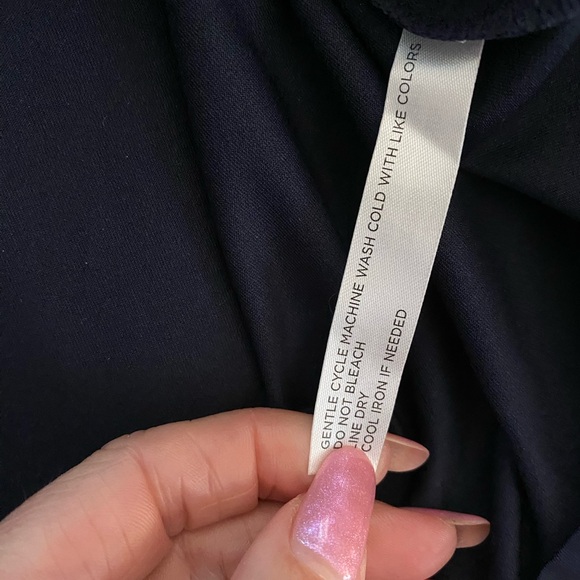 GENTLE CYCLE MACHINE WASH COLD WITH LIKE COLORS
DO NOT BLEACH
LINE DRY
COOL IRON IF NEEDED